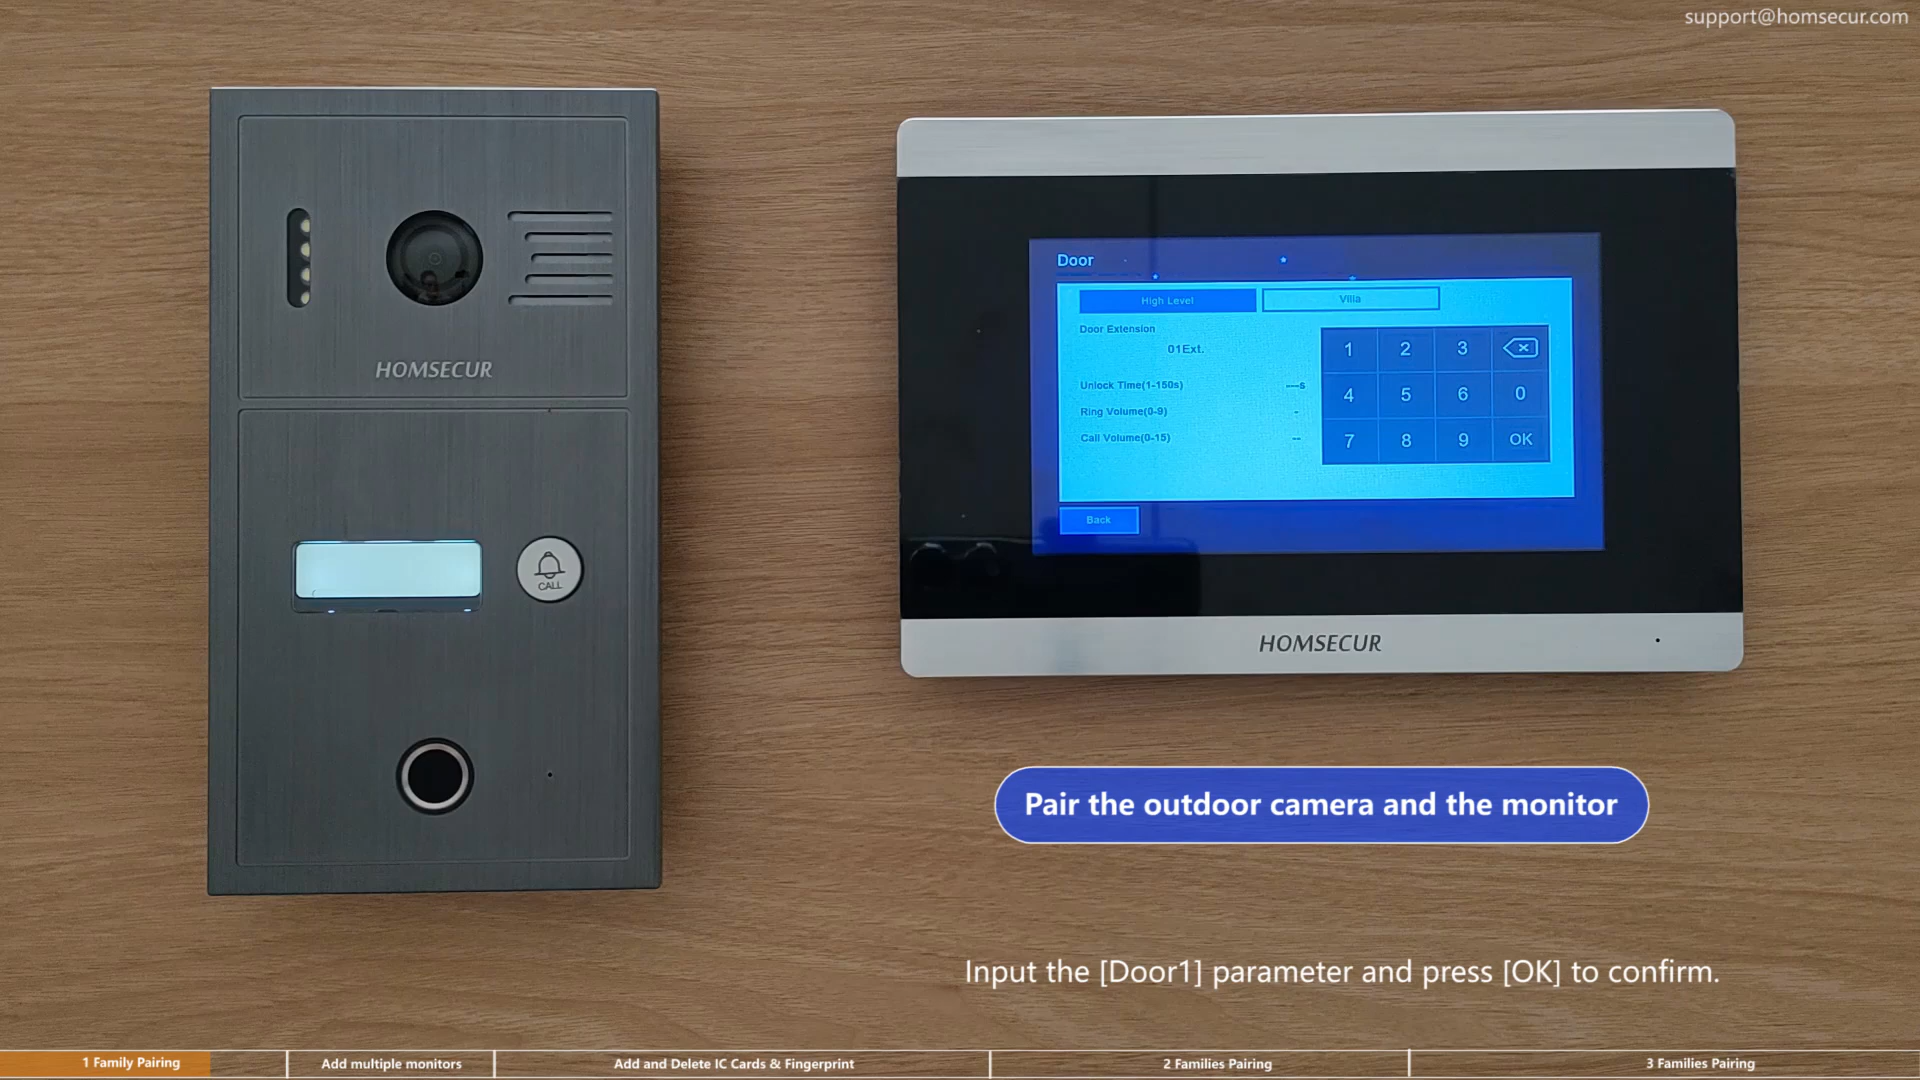 support@homsecur.com
HOMSECUR
CALL
Door
High Level
Villa
Door Extension
01Ext.
Unlock Time(1-150s) ---s
Ring Volume(0-9) -
Call Volume(0-15) --
1 2 3
4 5 6 0
7 8 9 OK
Back
HOMSECUR
Pair the outdoor camera and the monitor
Input the [Door1] parameter and press [OK] to confirm.
1 Family Pairing
Add multiple monitors
Add and Delete IC Cards & Fingerprint
2 Families Pairing
3 Families Pairing